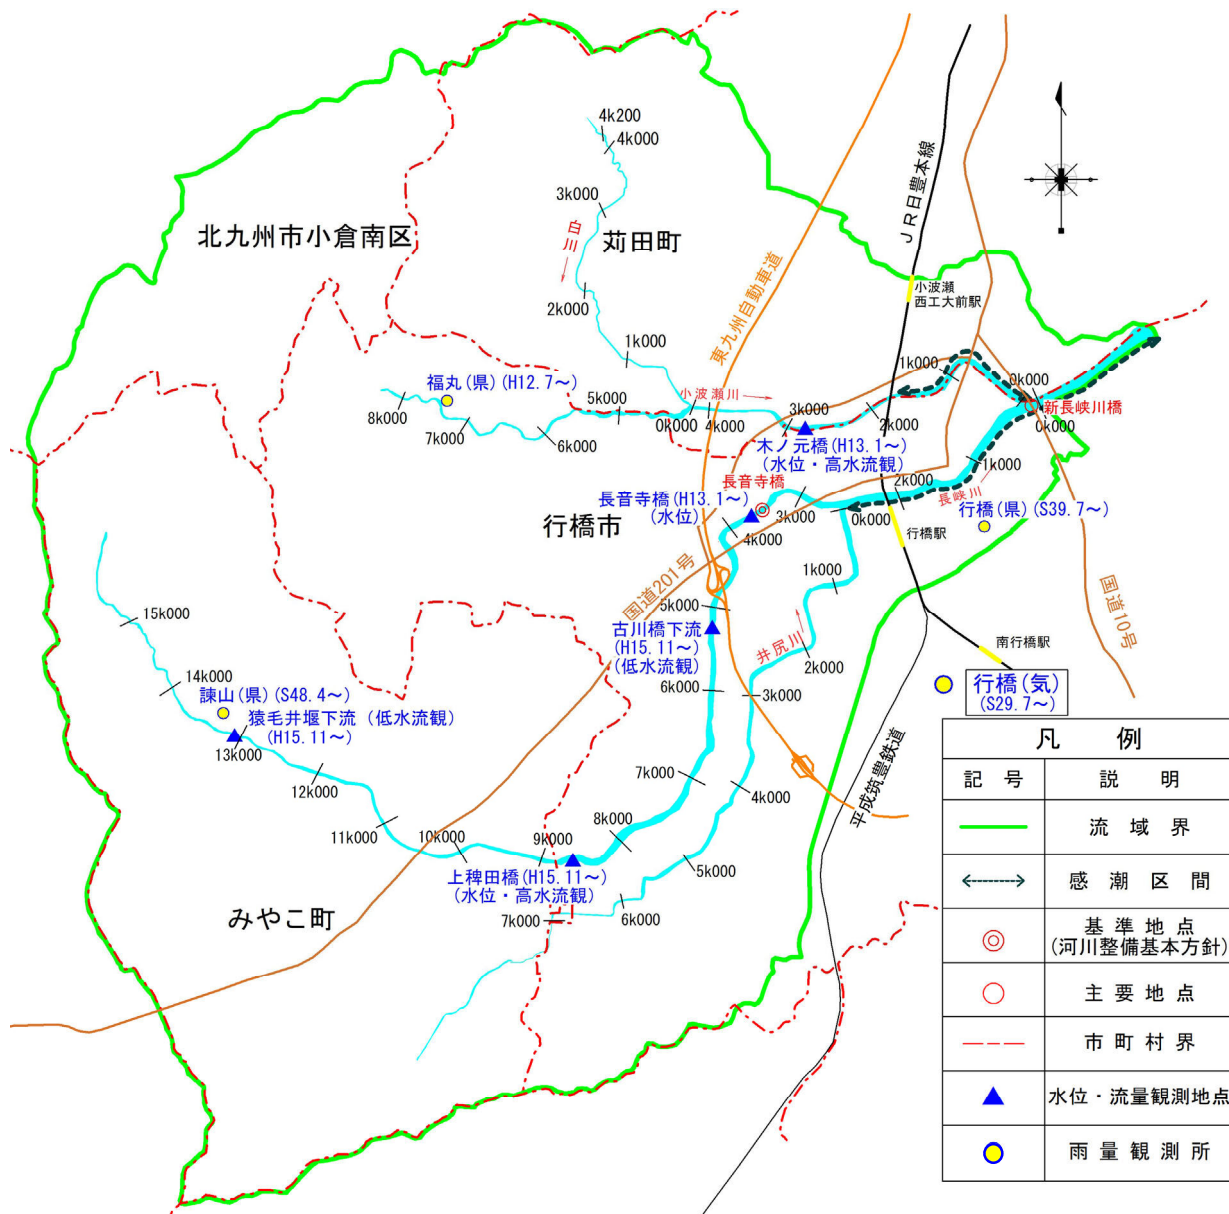 4k200
4k000
3k000
白川
北九州市小倉南区
苅田町
2k000
1k000
東九州自動車道
JR日豊本線
小波瀬
西工大前駅
福丸(県)(H12.7～)
8k000
7k000
6k000
5k000
0k000
4k000
小波瀬川
3k000
2k000
1k000
0k000
新長峡川橋
0k000
木ノ元橋(H13.1～)
(水位・高水流観)
長音寺橋
長音寺橋(H13.1～)
(水位)
4k000
3k000
0k000
2k000
1k000
長峡川
行橋(県)(S39.7～)
行橋駅
行橋市
国道201号
国道10号
5k000
古川橋下流
(H15.11～)
(低水流観)
井尻川
1k000
2k000
3k000
6k000
7k000
4k000
南行橋駅
行橋(気)
(S29.7～)
平成筑豊鉄道
15k000
14k000
諫山(県)(S48.4～)
猿毛井堰下流 (低水流観)
(H15.11～)
13k000
12k000
11k000
10k000
9k000
8k000
5k000
上稗田橋(H15.11～)
(水位・高水流観)
6k000
7k000
みやこ町
凡 例
記 号 説 明
流 域 界
感 潮 区 間
基 準 地 点
(河川整備基本方針)
主 要 地 点
市 町 村 界
水位・流量観測地点
雨 量 観 測 所